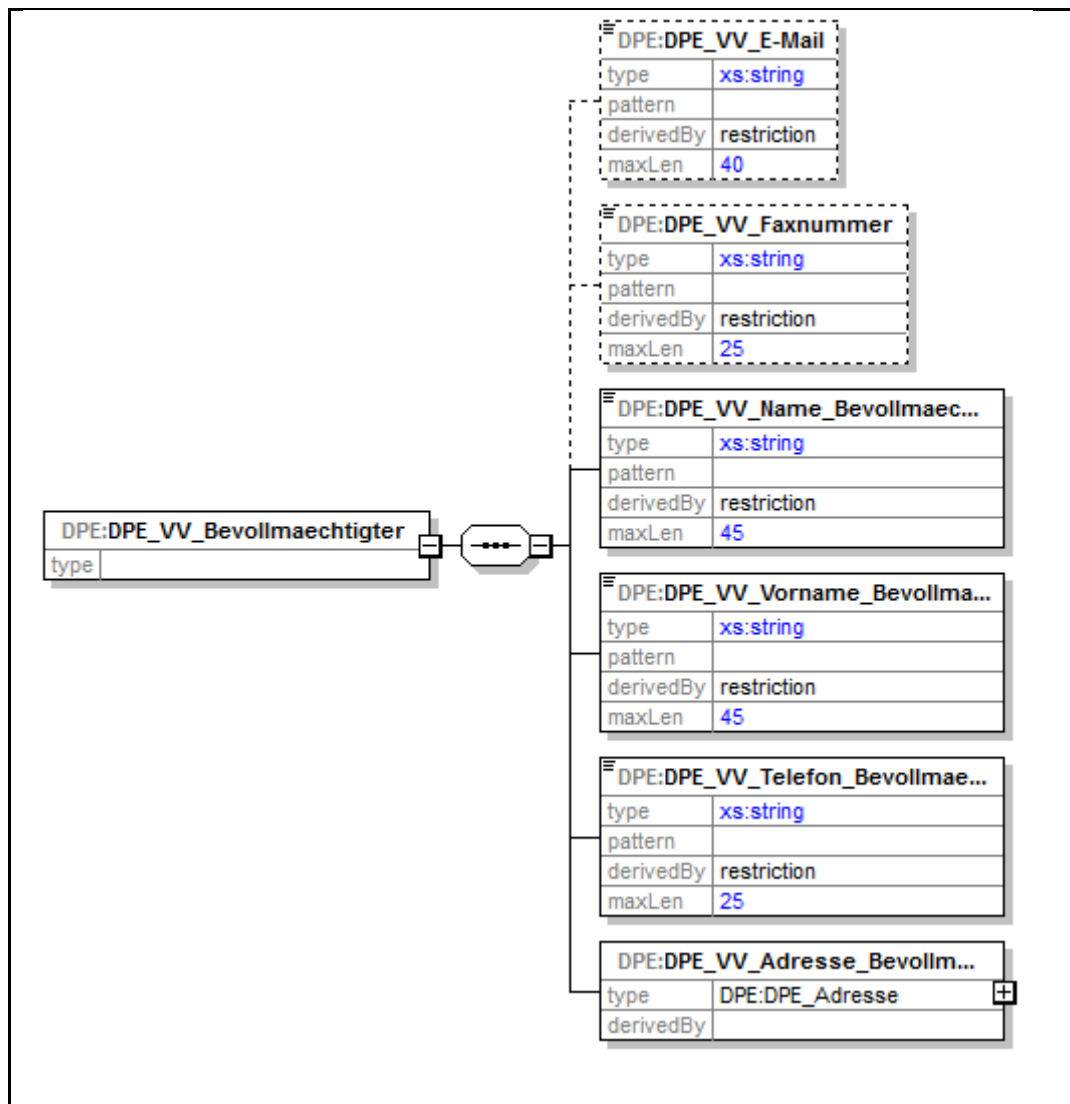 DPE:DPE_VV_E-Mail
type xs:string
pattern
derivedBy restriction
maxLen 40
DPE:DPE_VV_Faxnummer
type xs:string
pattern
derivedBy restriction
maxLen 25
DPE:DPE_VV_Name_Bevollmaec...
type xs:string
pattern
derivedBy restriction
maxLen 45
DPE:DPE_VV_Bevollmaechtigter
type
DPE:DPE_VV_Vorname_Bevollma...
type xs:string
pattern
derivedBy restriction
maxLen 45
DPE:DPE_VV_Telefon_Bevollmae...
type xs:string
pattern
derivedBy restriction
maxLen 25
DPE:DPE_VV_Adresse_Bevollm...
type DPE:DPE_Adresse
derivedBy